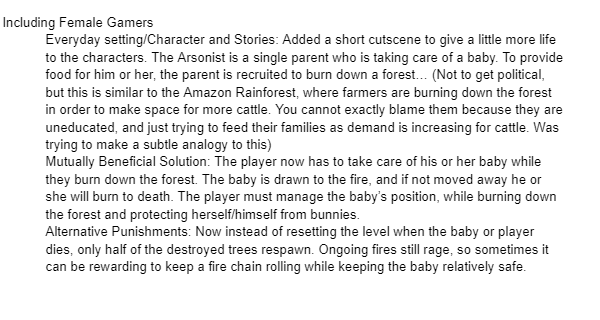 Including Female Gamers
Everyday setting/Character and Stories: Added a short cutscene to give a little more life
to the characters. The Arsonist is a single parent who is taking care of a baby. To provide
food for him or her, the parent is recruited to burn down a forest... (Not to get political,
but this is similar to the Amazon Rainforest, where farmers are burning down the forest
in order to make space for more cattle. You cannot exactly blame them because they are
uneducated, and just trying to feed their families as demand is increasing for cattle. Was
trying to make a subtle analogy to this)
Mutually Beneficial Solution: The player now has to take care of his or her baby while
they burn down the forest. The baby is drawn to the fire, and if not moved away he or
she will burn to death. The player must manage the baby's position, while burning down
the forest and protecting herself/himself from bunnies.
Alternative Punishments: Now instead of resetting the level when the baby or player
dies, only half of the destroyed trees respawn. Ongoing fires still rage, so sometimes it
can be rewarding to keep a fire chain rolling while keeping the baby relatively safe.